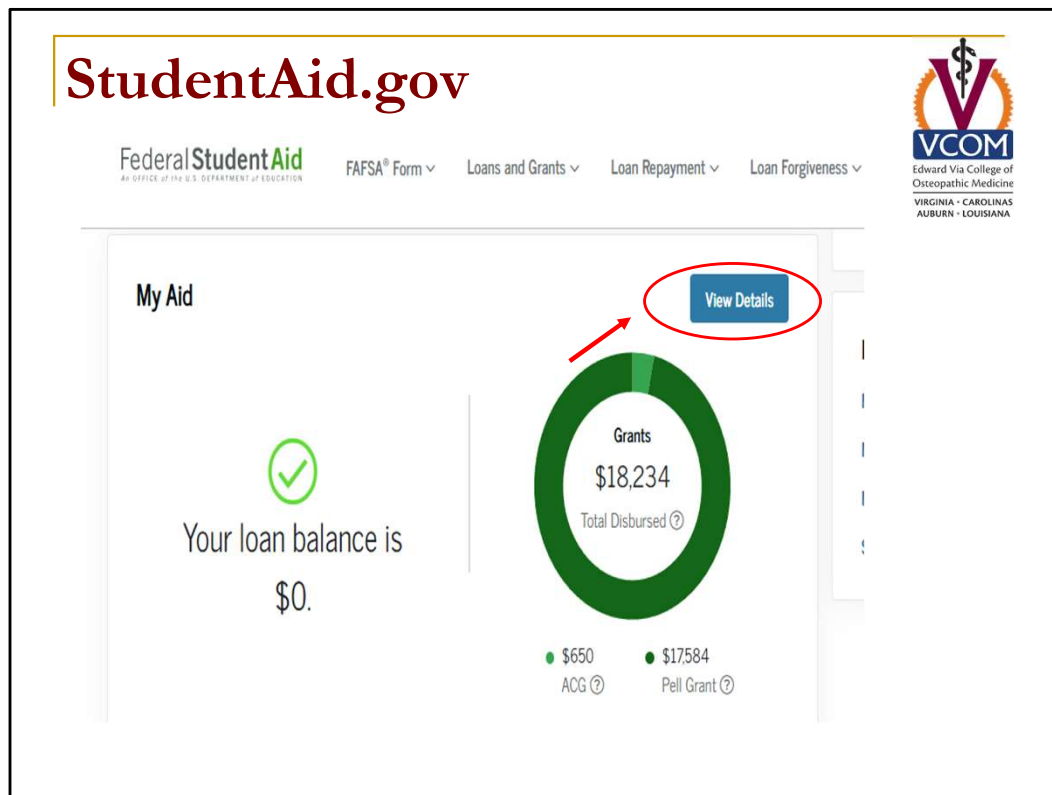 StudentAid.gov
VCOM
Edward Via College of
Osteopathic Medicine
VIRGINIA • CAROLINAS
AUBURN • LOUISIANA
Federal StudentAid
An OFFICE of the U.S. DEPARTMENT of EDUCATION
FAFSA® Form
Loans and Grants
Loan Repayment
Loan Forgiveness
My Aid
View Details
Your loan balance is
$0.
Grants
$18,234
Total Disbursed ?
$650
ACG ?
$17,584
Pell Grant ?